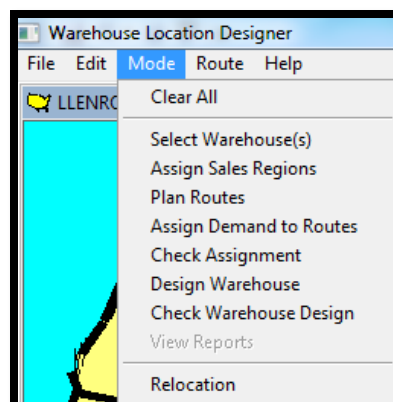 Warehouse Location Designer
File Edit Mode Route Help
LLENRO
Clear All
Select Warehouse(s)
Assign Sales Regions
Plan Routes
Assign Demand to Routes
Check Assignment
Design Warehouse
Check Warehouse Design
View Reports
Relocation